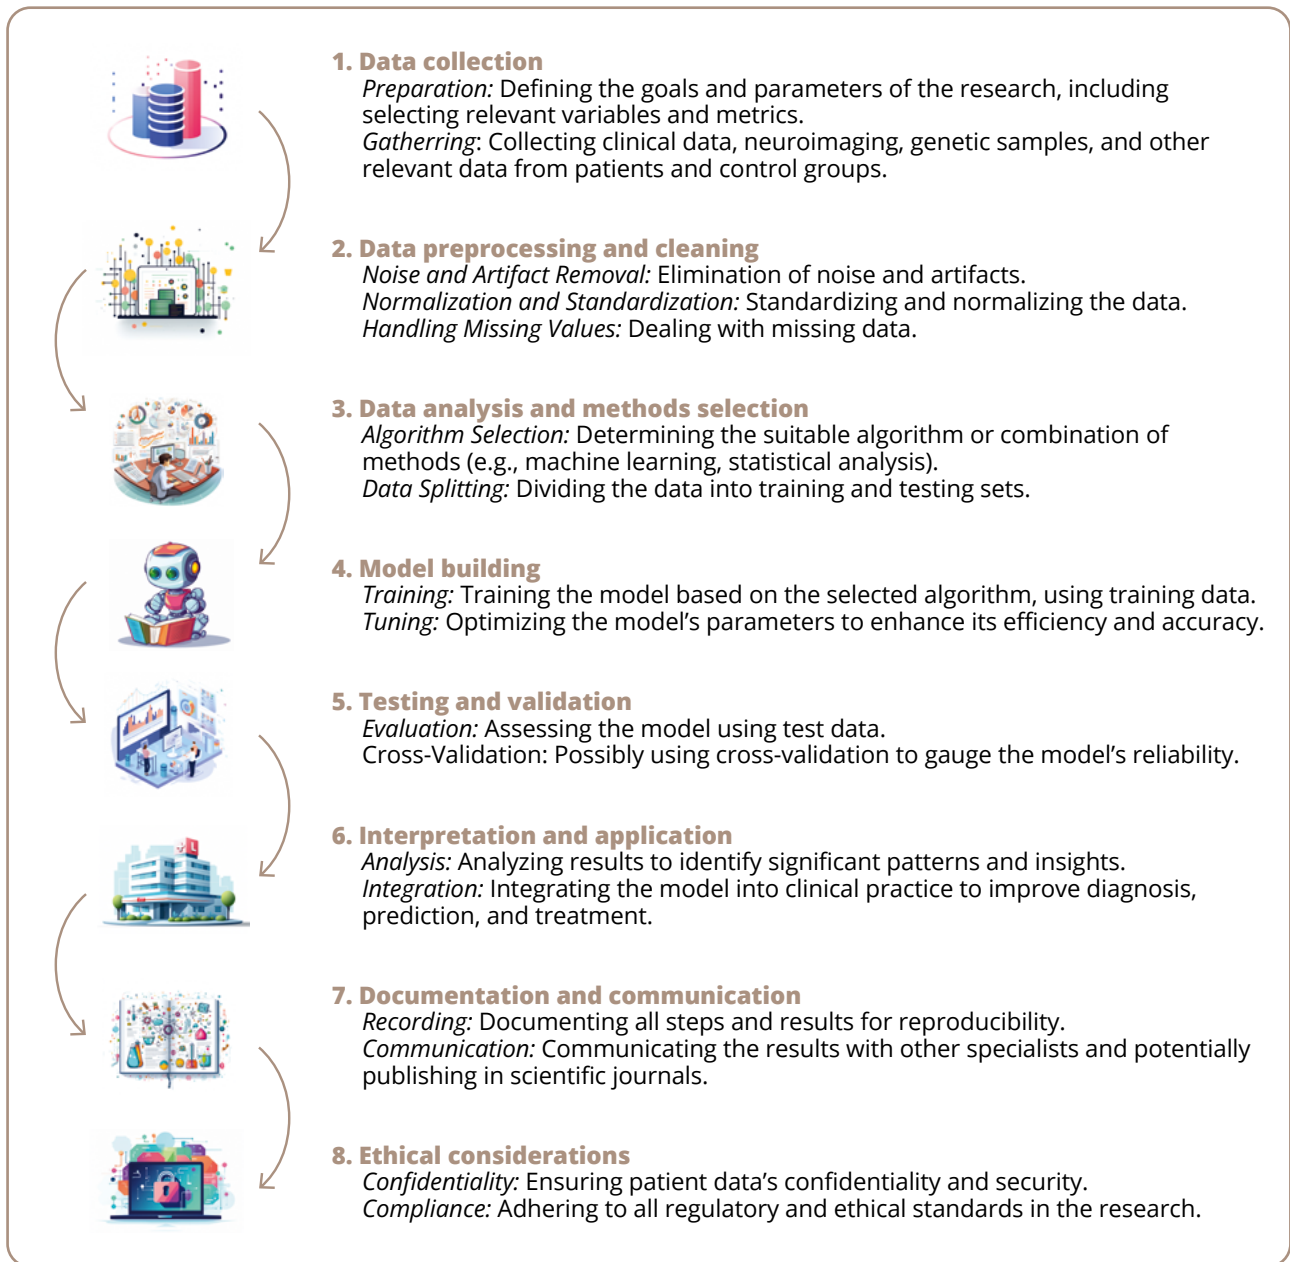 1. Data collection
Preparation: Defining the goals and parameters of the research, including
selecting relevant variables and metrics.
Gatherring: Collecting clinical data, neuroimaging, genetic samples, and other
relevant data from patients and control groups.
2. Data preprocessing and cleaning
Noise and Artifact Removal: Elimination of noise and artifacts.
Normalization and Standardization: Standardizing and normalizing the data.
Handling Missing Values: Dealing with missing data.
3. Data analysis and methods selection
Algorithm Selection: Determining the suitable algorithm or combination of
methods (e.g., machine learning, statistical analysis).
Data Splitting: Dividing the data into training and testing sets.
4. Model building
Training: Training the model based on the selected algorithm, using training data.
Tuning: Optimizing the model’s parameters to enhance its efficiency and accuracy.
5. Testing and validation
Evaluation: Assessing the model using test data.
Cross-Validation: Possibly using cross-validation to gauge the model’s reliability.
6. Interpretation and application
Analysis: Analyzing results to identify significant patterns and insights.
Integration: Integrating the model into clinical practice to improve diagnosis,
prediction, and treatment.
7. Documentation and communication
Recording: Documenting all steps and results for reproducibility.
Communication: Communicating the results with other specialists and potentially
publishing in scientific journals.
8. Ethical considerations
Confidentiality: Ensuring patient data’s confidentiality and security.
Compliance: Adhering to all regulatory and ethical standards in the research.